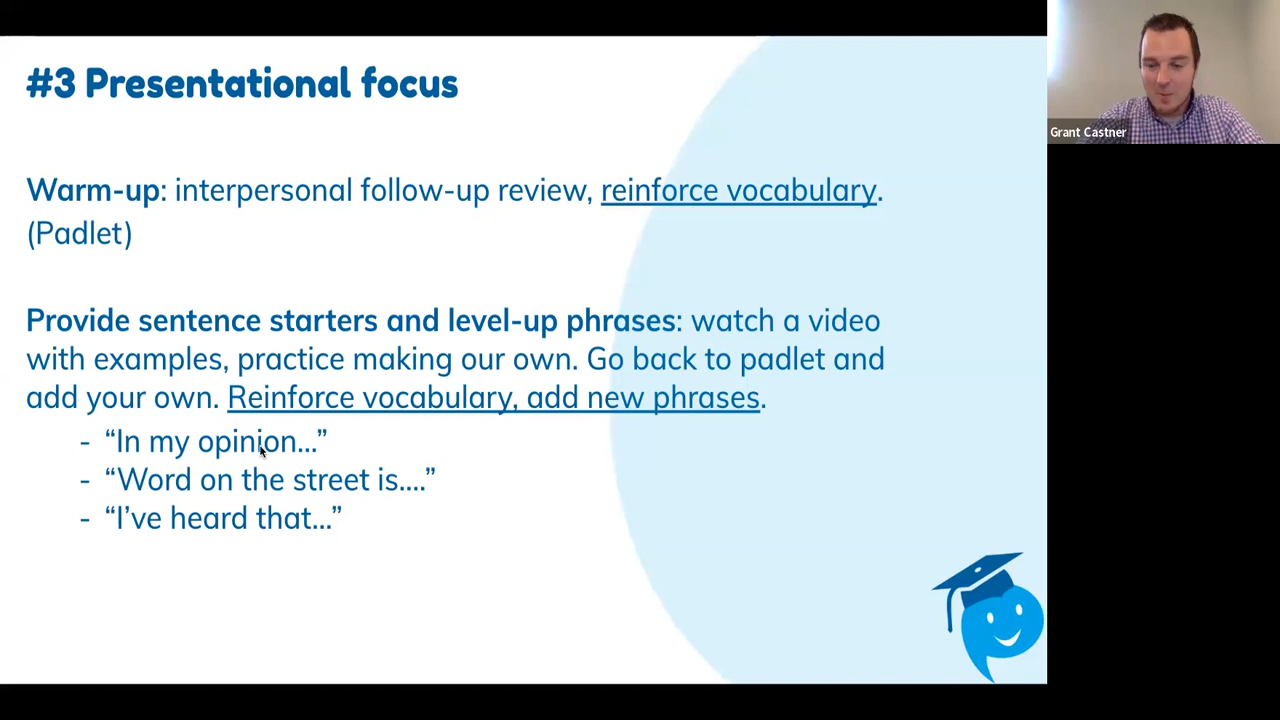 #3 Presentational focus
Warm-up: interpersonal follow-up review, reinforce vocabulary.
(Padlet)
Provide sentence starters and level-up phrases: watch a video
with examples, practice making our own. Go back to padlet and
add your own. Reinforce vocabulary, add new phrases.
- “In my opinion...”
- “Word on the street is....”
- “I’ve heard that...”
Grant Castner